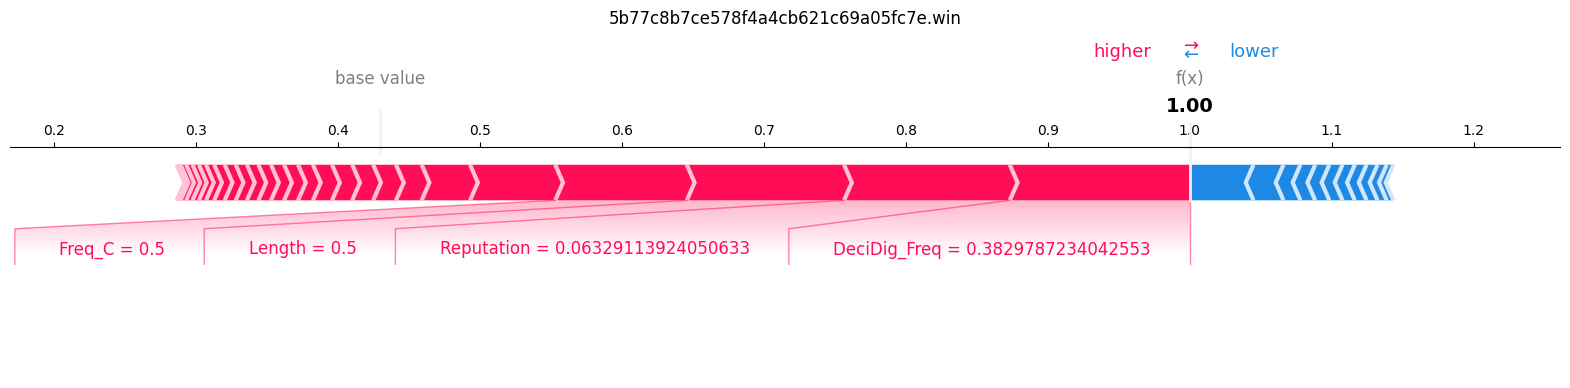 5b77c8b7ce578f4a4cb621c69a05fc7e.win
higher ⇄ lower
base value f(x)
1.00
0.2 0.3 0.4 0.5 0.6 0.7 0.8 0.9 1.0 1.1 1.2
Freq_C = 0.5 Length = 0.5 Reputation = 0.06329113924050633 DeciDig_Freq = 0.3829787234042553